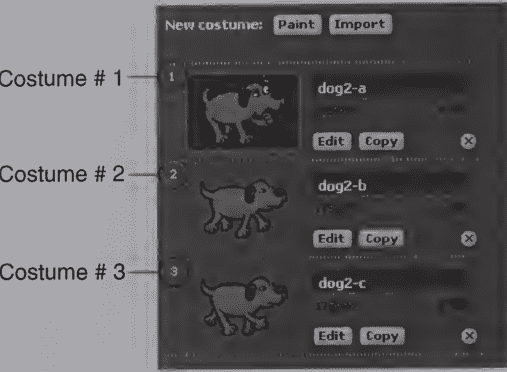 New costume: Paint Import
Costume # 1
1
dog2-a
Edit Copy
Costume # 2
2
dog2-b
Edit Copy
Costume # 3
3
dog2-c
Edit Copy